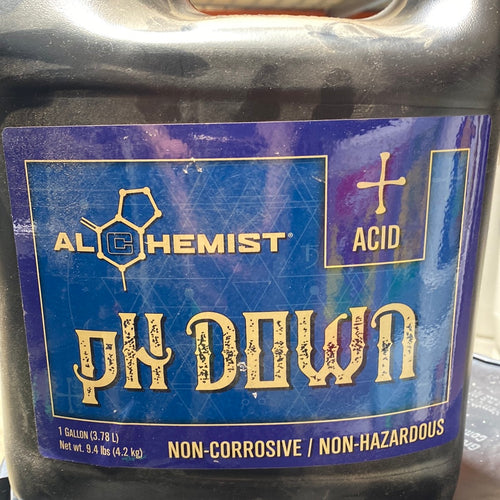 ALCHEMIST®
ACID
pH DOWN
1 GALLON (3.78 L)
Net wt. 9.4 lbs (4.2 kg)
NON-CORROSIVE / NON-HAZARDOUS